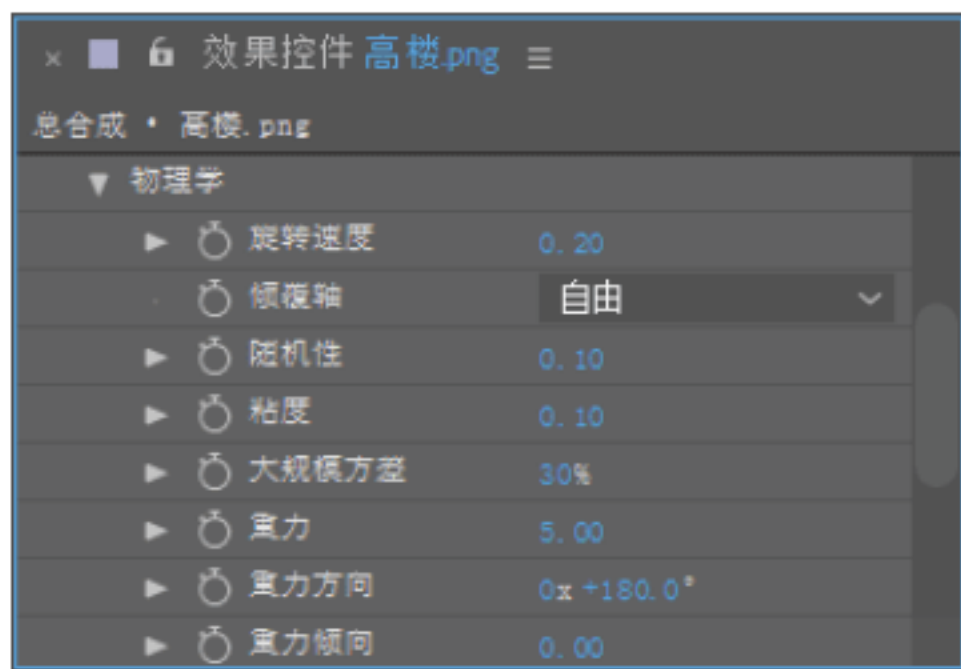 效果控件 高楼.png
总合成 • 高楼.png
物理学
旋转速度 0.20
倾覆轴 自由
随机性 0.10
粘度 0.10
大规模方差 30%
重力 5.00
重力方向 0x +180.0°
重力倾向 0.00